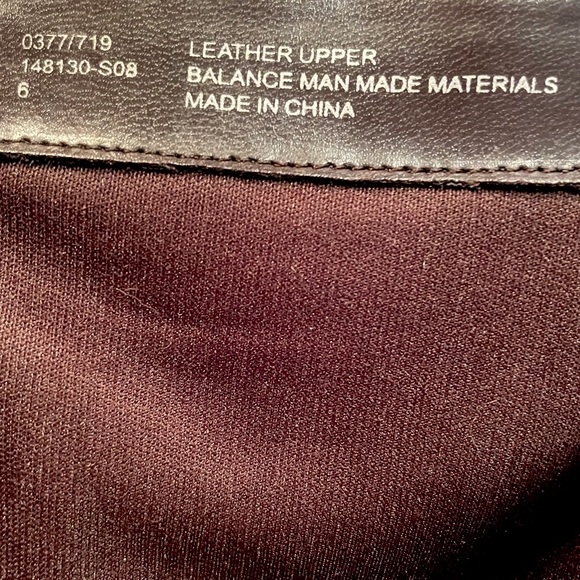 0377/719
148130-S08
6
LEATHER UPPER
BALANCE MAN MADE MATERIALS
MADE IN CHINA